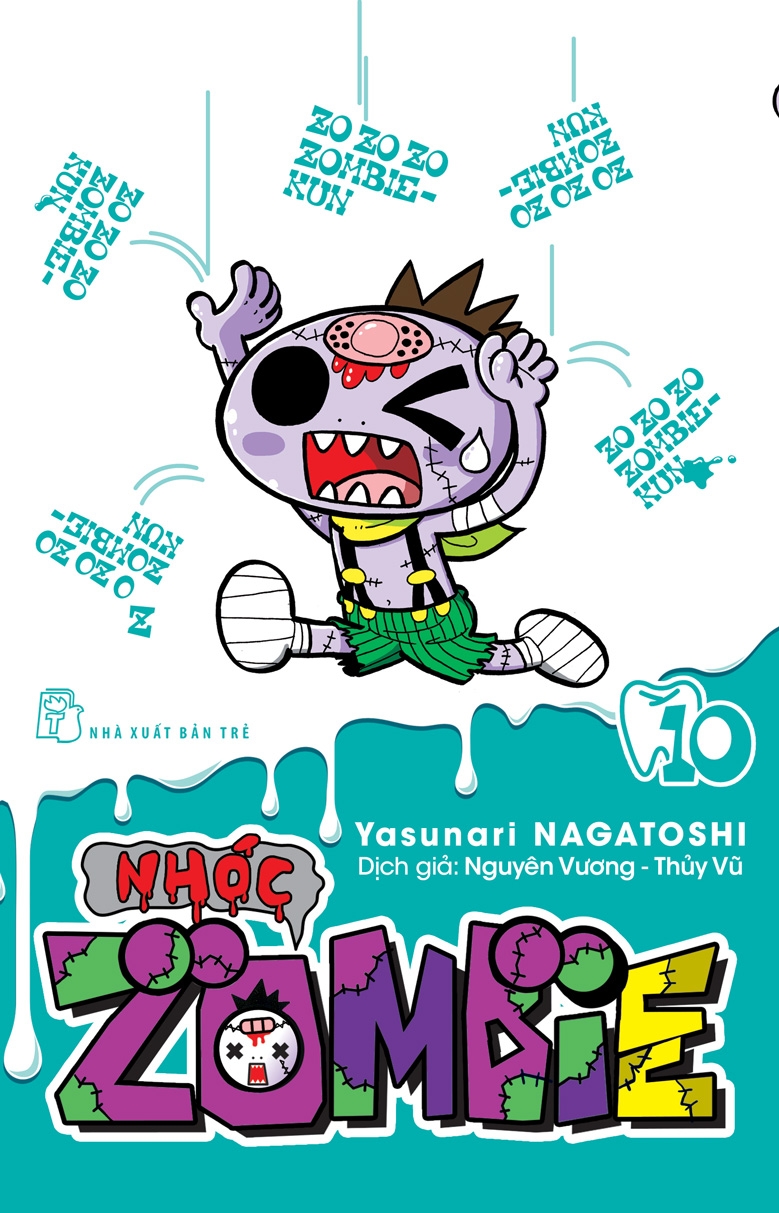 ZO ZO ZO
ZOMBIE-
KUN
ZO ZO ZO
ZOMBIE-
KUN
ZO ZO ZO
ZOMBIE-
KUN
ZO ZO ZO
ZOMBIE-
KUN
ZO ZO ZO
ZOMBIE-
KUN
T
NHÀ XUẤT BẢN TRẺ
10
Yasunari NAGATOSHI
Dịch giả: Nguyên Vương - Thủy Vũ
NHÓC
ZOMBIE